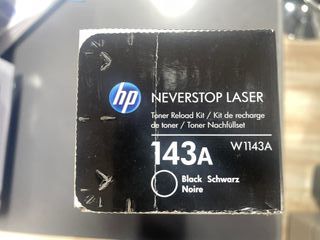 hp
NEVERSTOP LASER
Toner Reload Kit / Kit de recharge
de toner / Toner Nachfüllset
143A
W1143A
Black Schwarz
Noire